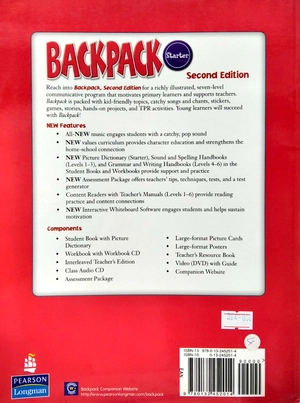 BACKPACK
Starter
Second Edition
Reach into Backpack, Second Edition for a richly illustrated, seven-level
communicative program that motivates primary learners and supports teachers.
Backpack is packed with kid-friendly topics, catchy songs and chants, stickers,
games, stories, hands-on projects, and TPR activities. Young learners will succeed
with Backpack!
NEW Features
• All-NEW music engages students with a catchy, pop sound
• NEW values curriculum provides character education and strengthens the
home-school connection
• NEW Picture Dictionary (Starter), Sound and Spelling Handbooks
(Levels 1–3), and Grammar and Writing Handbooks (Levels 4–6) in the
Student Books and Workbooks provide support and practice
• NEW Assessment Package offers teachers' tips, techniques, tests, and a test
generator
• Content Readers with Teacher's Manuals (Levels 1–6) provide reading
practice and content connections
• NEW Interactive Whiteboard Software engages students and helps sustain
motivation
Components
• Student Book with Picture
Dictionary
• Workbook with Workbook CD
• Interleaved Teacher's Edition
• Class Audio CD
• Assessment Package
• Large-format Picture Cards
• Large-format Posters
• Teacher's Resource Book
• Video (DVD) with Guide
• Companion Website
PEARSON
Longman
Backpack Companion Website
http://www.pearsonlongman.com/backpack
90000
EAN